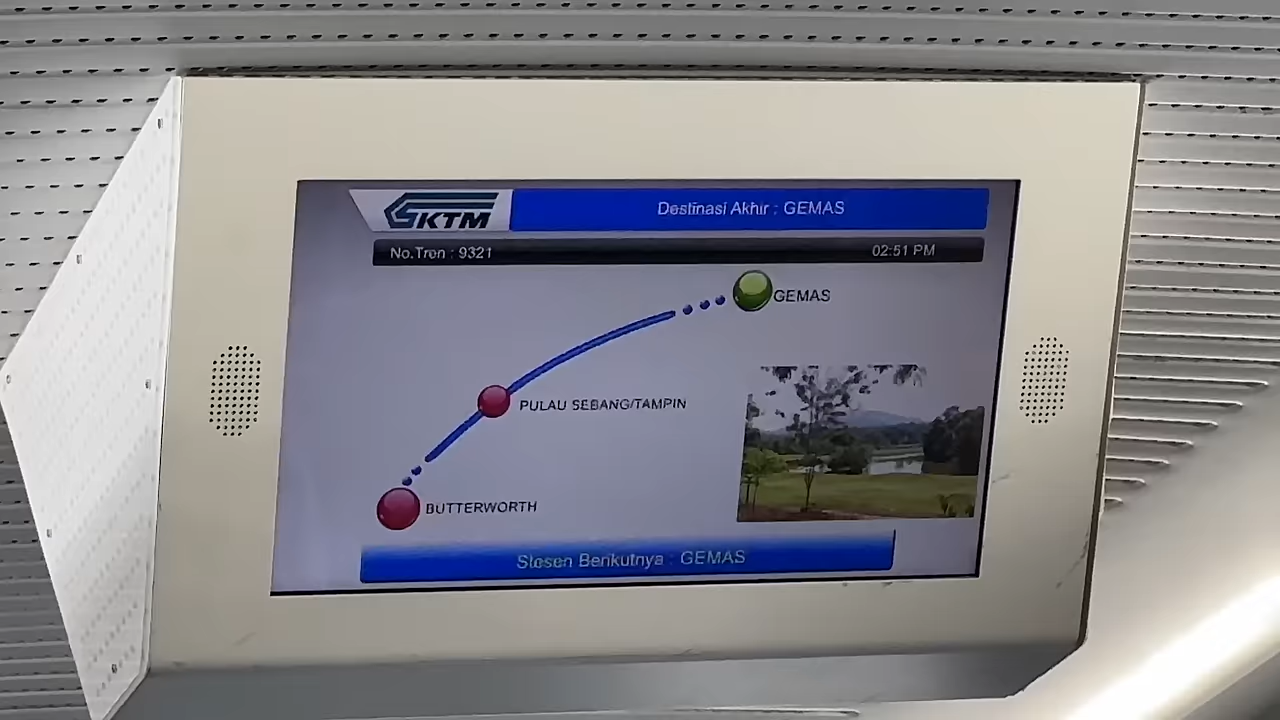 KTM
Destinasi Akhir : GEMAS
No.Tren : 9321
02:51 PM
GEMAS
PULAU SEBANG/TAMPIN
BUTTERWORTH
Stesen Berikutnya : GEMAS